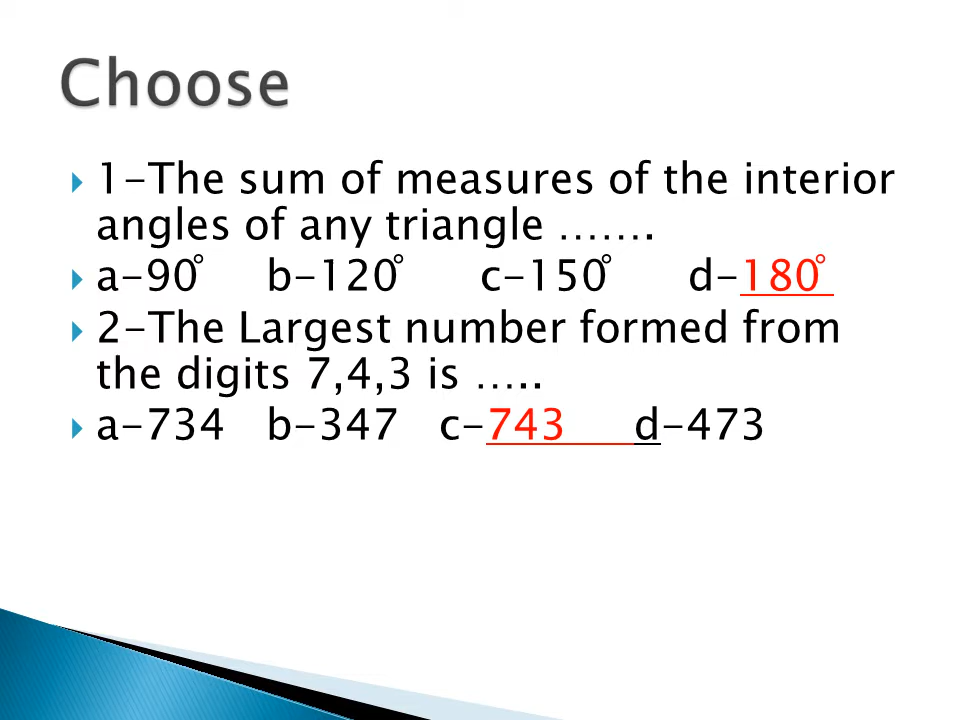 Choose
1-The sum of measures of the interior
angles of any triangle …….
a-90° b-120° c-150° d-180°
2-The Largest number formed from
the digits 7,4,3 is …..
a-734 b-347 c-743 d-473